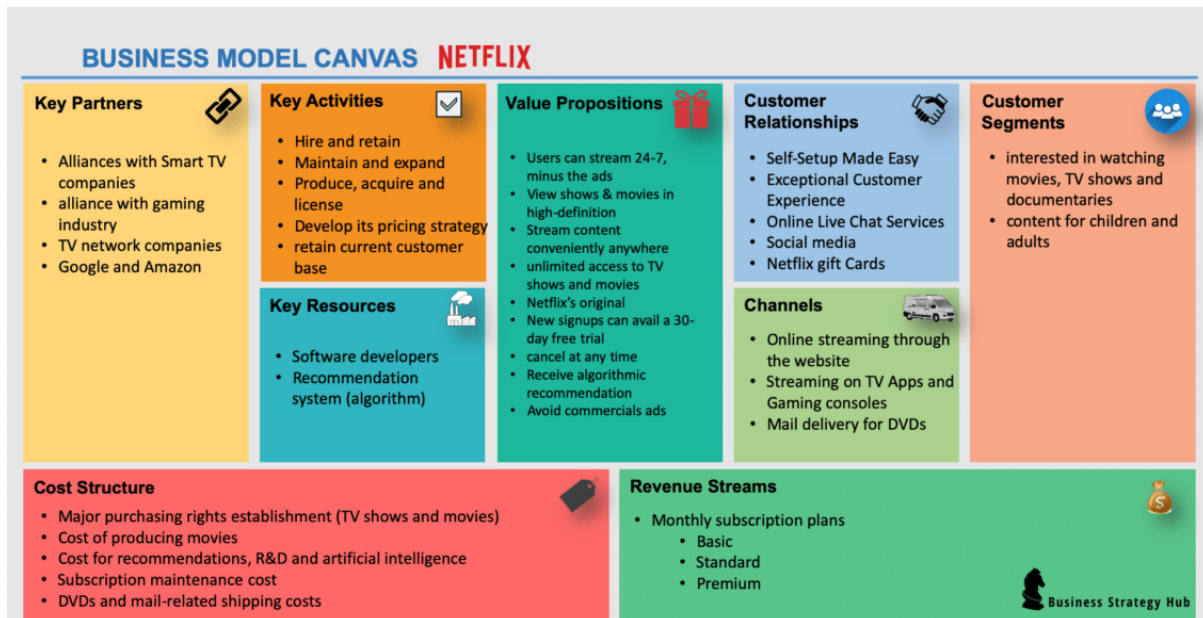 BUSINESS MODEL CANVAS NETFLIX
Key Partners
• Alliances with Smart TV
companies
• alliance with gaming
industry
• TV network companies
• Google and Amazon
Key Activities
• Hire and retain
• Maintain and expand
• Produce, acquire and
license
• Develop its pricing strategy
• retain current customer
base
Key Resources
• Software developers
• Recommendation
system (algorithm)
Value Propositions
• Users can stream 24-7,
minus the ads
• View shows & movies in
high-definition
• Stream content
conveniently anywhere
• unlimited access to TV
shows and movies
• Netflix's original
• New signups can avail a 30-
day free trial
• cancel at any time
• Receive algorithmic
recommendation
• Avoid commercials ads
Customer
Relationships
• Self-Setup Made Easy
• Exceptional Customer
Experience
• Online Live Chat Services
• Social media
• Netflix gift Cards
Channels
• Online streaming through
the website
• Streaming on TV Apps and
Gaming consoles
• Mail delivery for DVDs
Customer
Segments
• interested in watching
movies, TV shows and
documentaries
• content for children and
adults
Cost Structure
• Major purchasing rights establishment (TV shows and movies)
• Cost of producing movies
• Cost for recommendations, R&D and artificial intelligence
• Subscription maintenance cost
• DVDs and mail-related shipping costs
Revenue Streams
• Monthly subscription plans
• Basic
• Standard
• Premium
Business Strategy Hub